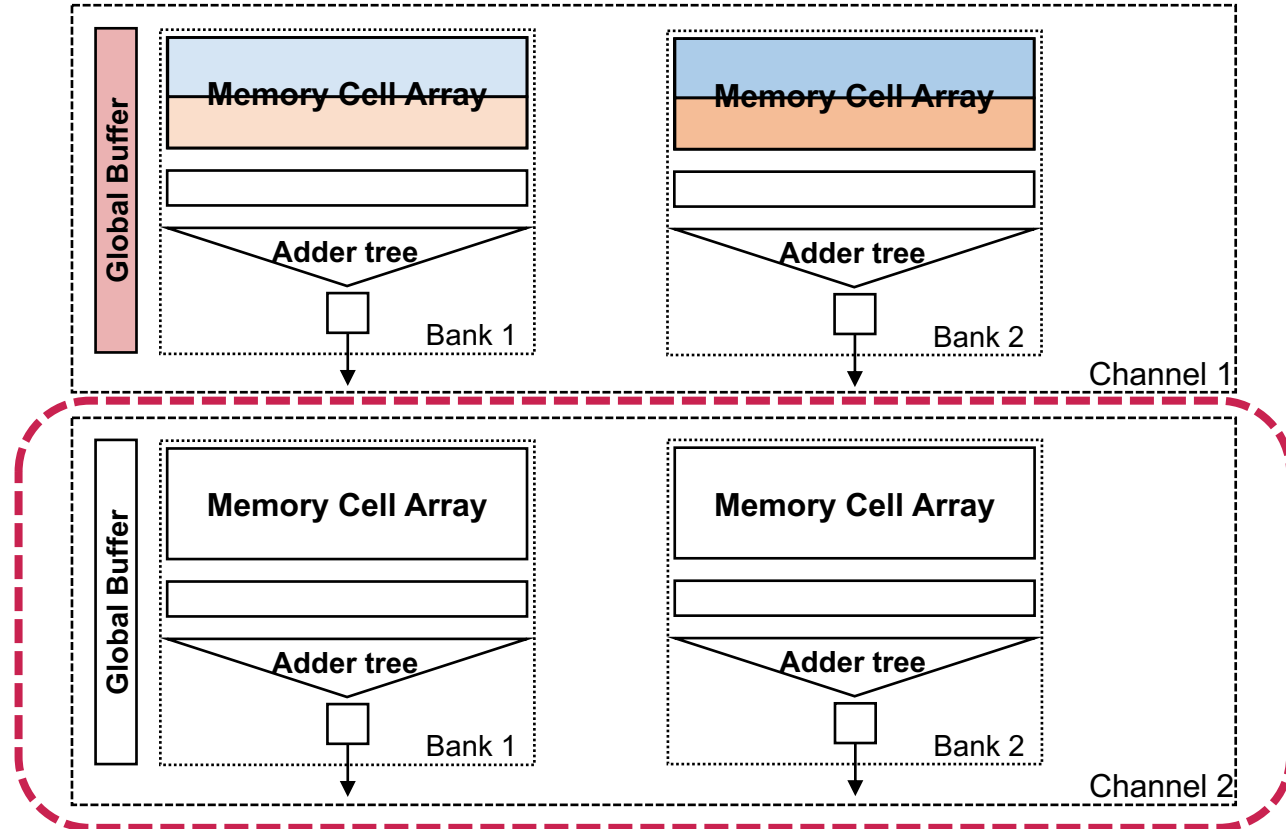 Global Buffer
Memory Cell Array
Adder tree
Bank 1
Memory Cell Array
Adder tree
Bank 2
Channel 1
Global Buffer
Memory Cell Array
Adder tree
Bank 1
Memory Cell Array
Adder tree
Bank 2
Channel 2